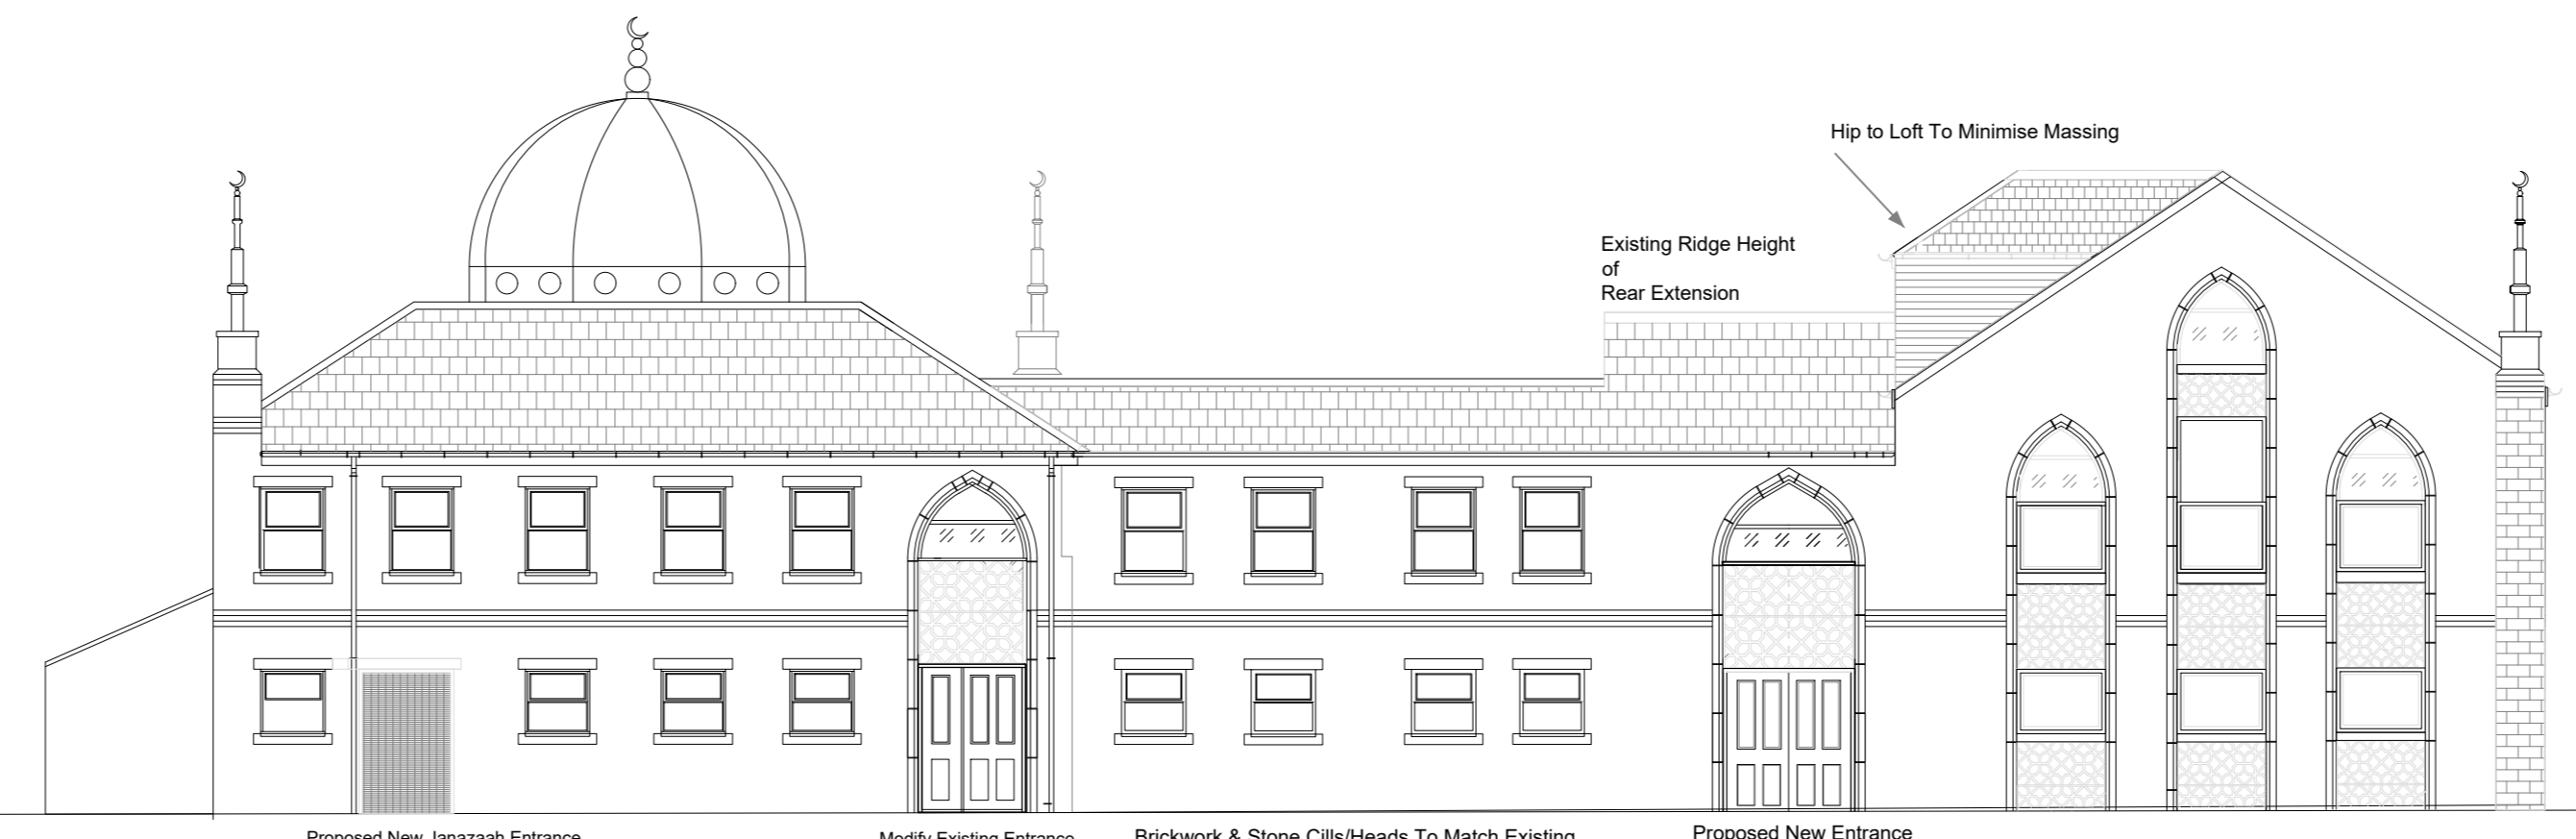 Hip to Loft To Minimise Massing
Existing Ridge Height
of
Rear Extension
Proposed New Janazaah Entrance
Modify Existing Entrance
Brickwork & Stone Cills/Heads To Match Existing
Proposed New Entrance